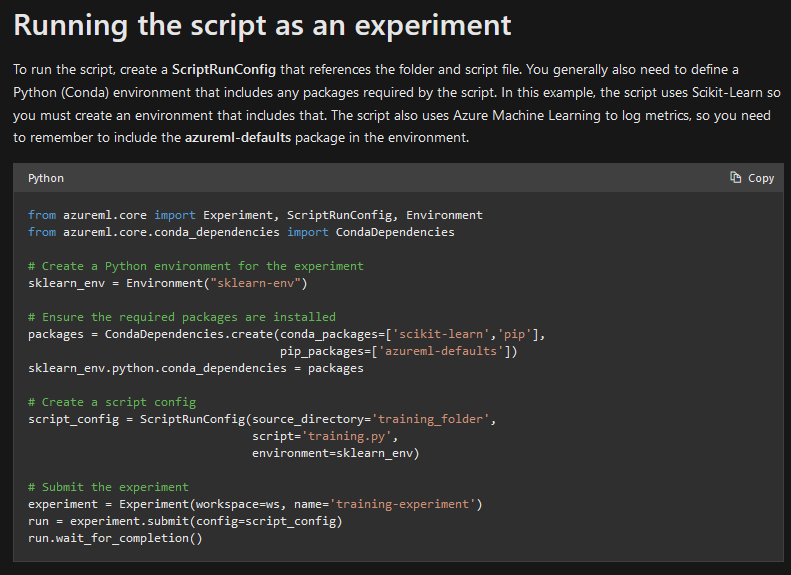 Running the script as an experiment
To run the script, create a ScriptRunConfig that references the folder and script file. You generally also need to define a
Python (Conda) environment that includes any packages required by the script. In this example, the script uses Scikit-Learn so
you must create an environment that includes that. The script also uses Azure Machine Learning to log metrics, so you need
to remember to include the azureml-defaults package in the environment.
Python Copy
from azureml.core import Experiment, ScriptRunConfig, Environment
from azureml.core.conda_dependencies import CondaDependencies
# Create a Python environment for the experiment
sklearn_env = Environment("sklearn-env")
# Ensure the required packages are installed
packages = CondaDependencies.create(conda_packages=['scikit-learn','pip'],
                                    pip_packages=['azureml-defaults'])
sklearn_env.python.conda_dependencies = packages
# Create a script config
script_config = ScriptRunConfig(source_directory='training_folder',
                                script='training.py',
                                environment=sklearn_env)
# Submit the experiment
experiment = Experiment(workspace=ws, name='training-experiment')
run = experiment.submit(config=script_config)
run.wait_for_completion()